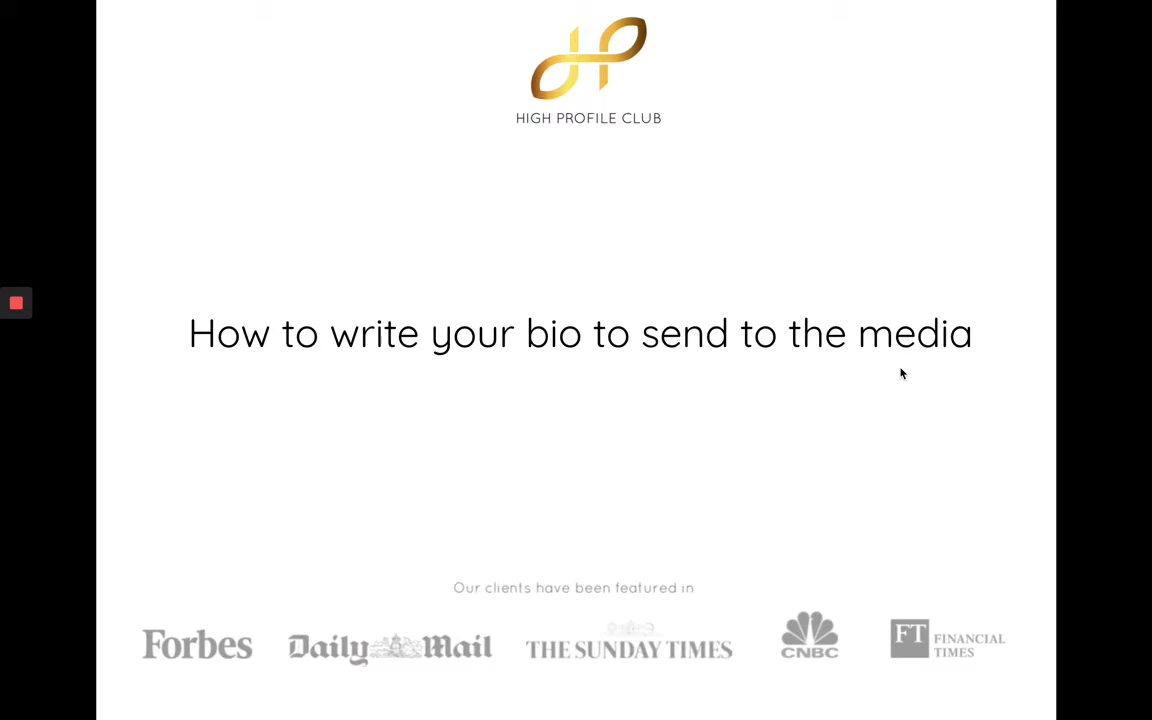 HIGH PROFILE CLUB
How to write your bio to send to the media
Our clients have been featured in
Forbes
Daily Mail
THE SUNDAY TIMES
CNBC
FT
FINANCIAL
TIMES